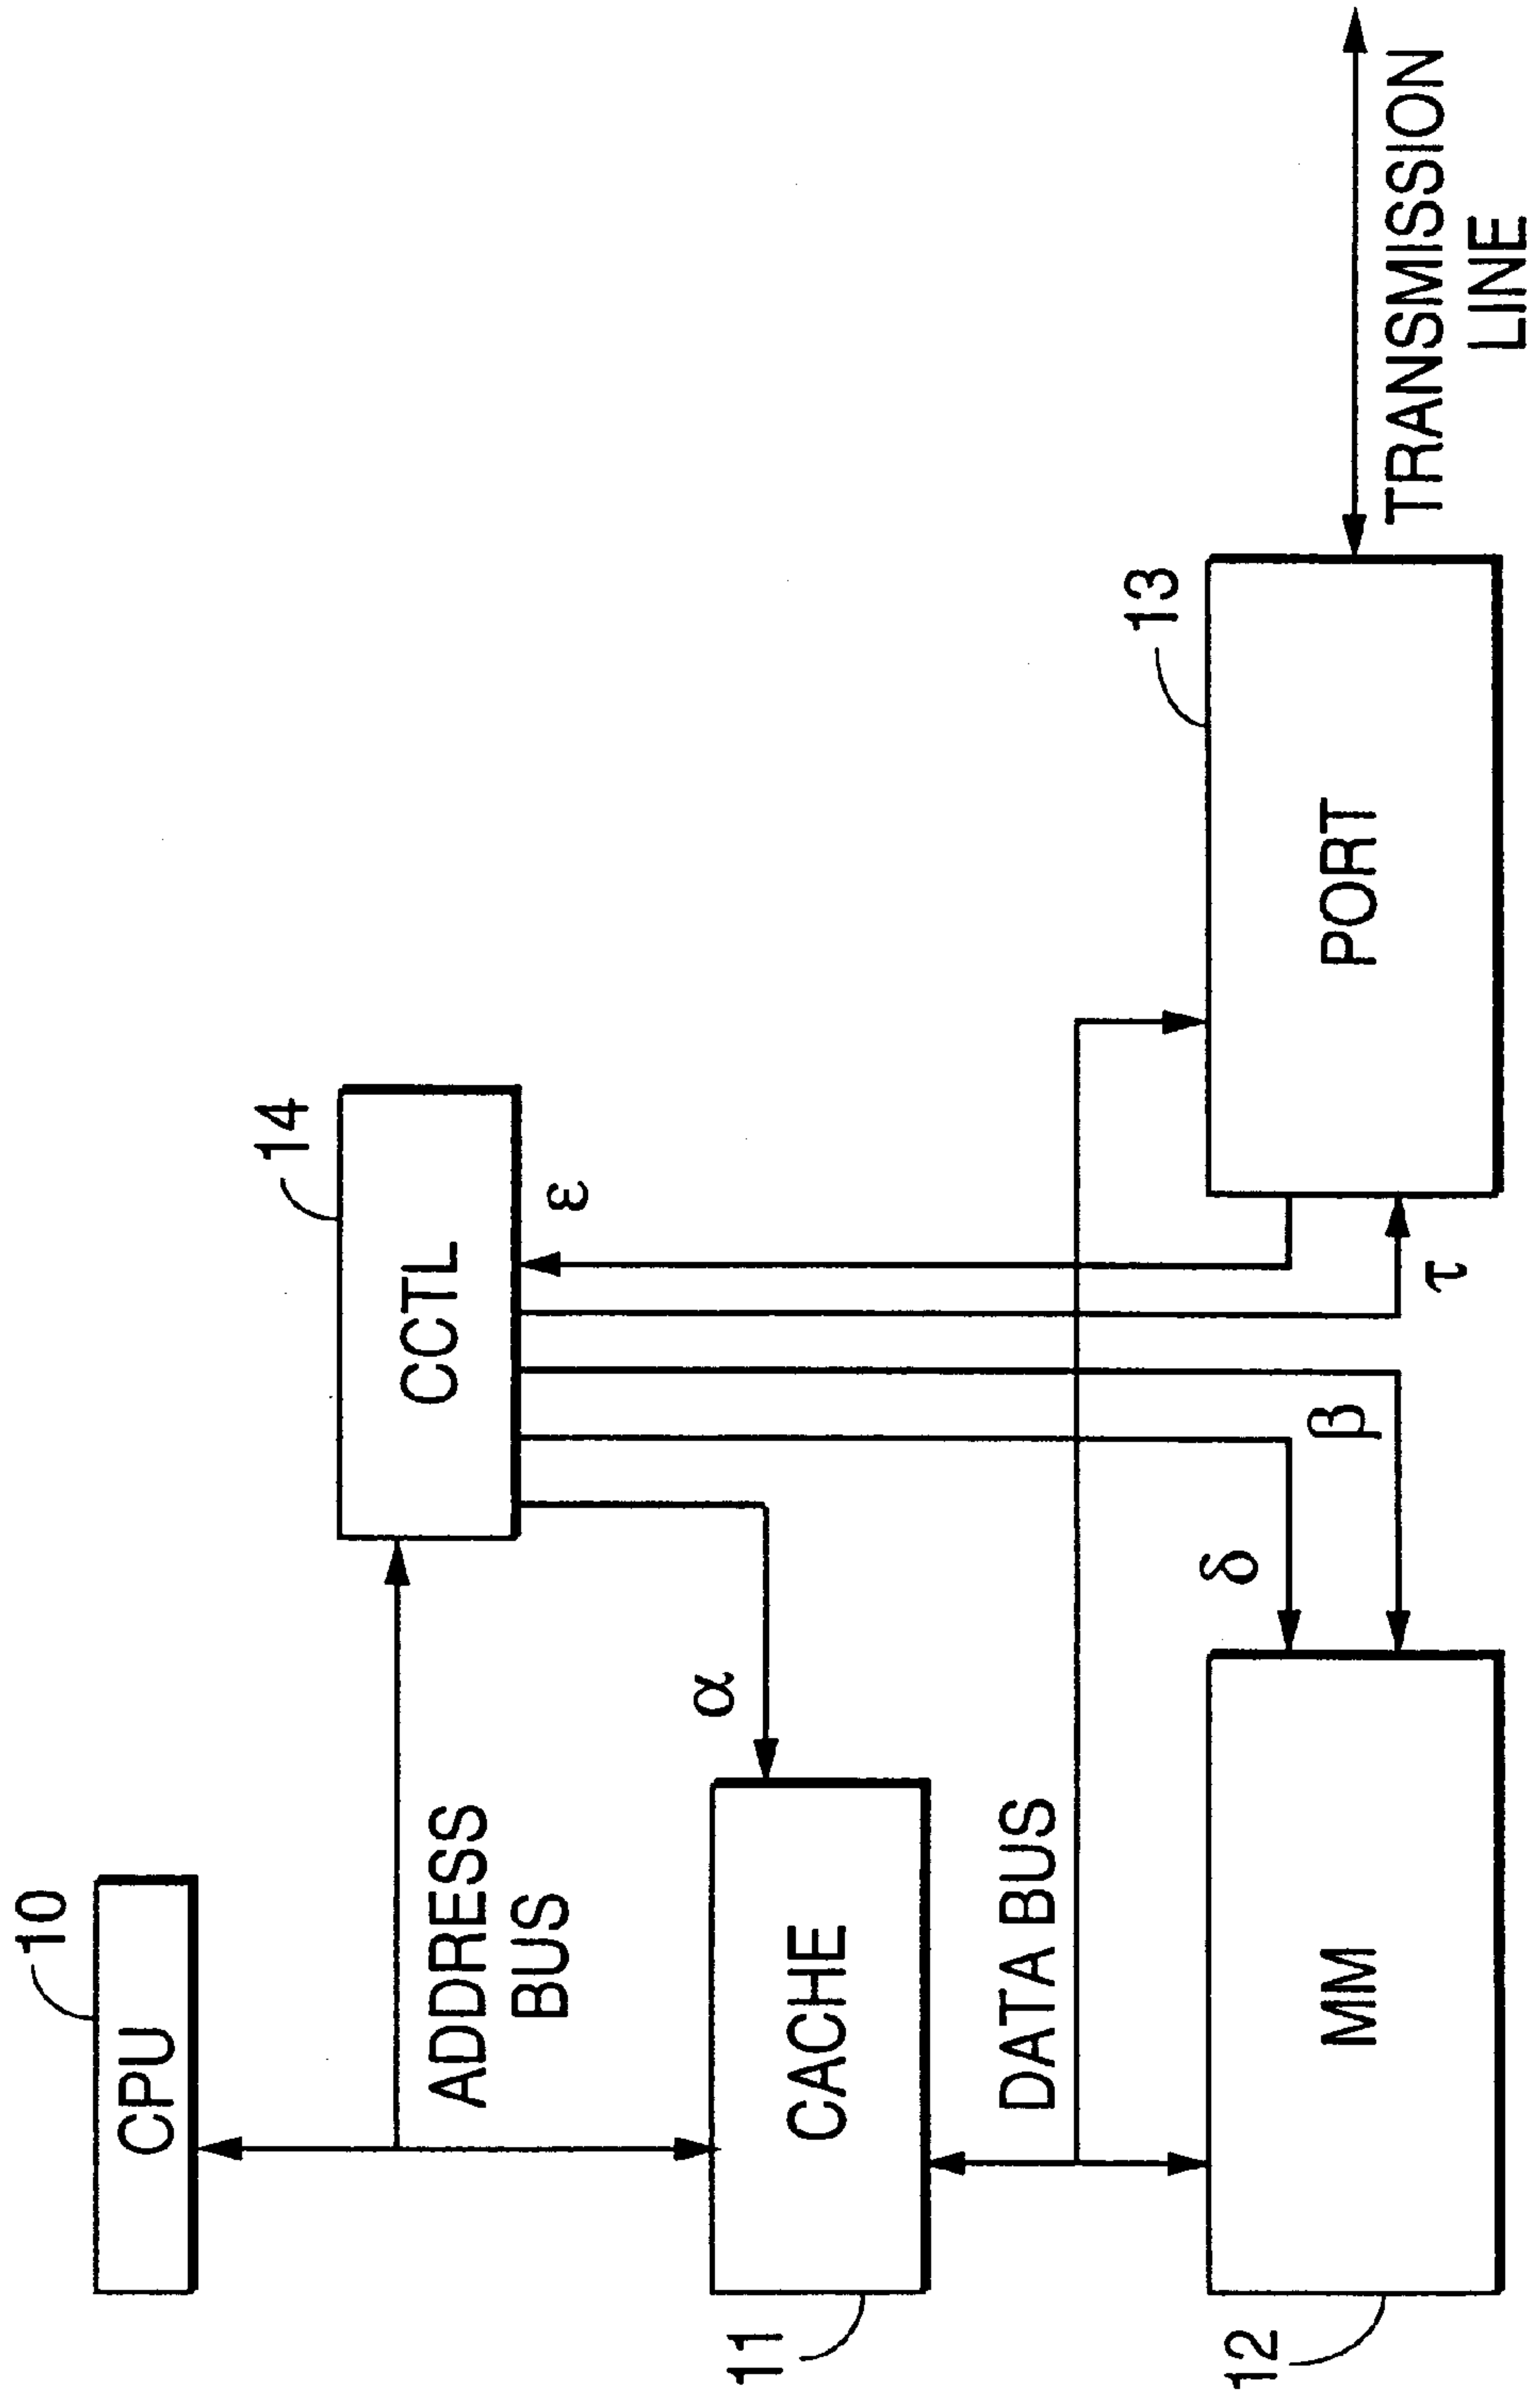 10
CPU
14
CCTL
ADDRESS
BUS
α
ε
11
CACHE
DATA BUS
δ
β
τ
13
12
MM
PORT
TRANSMISSION
LINE